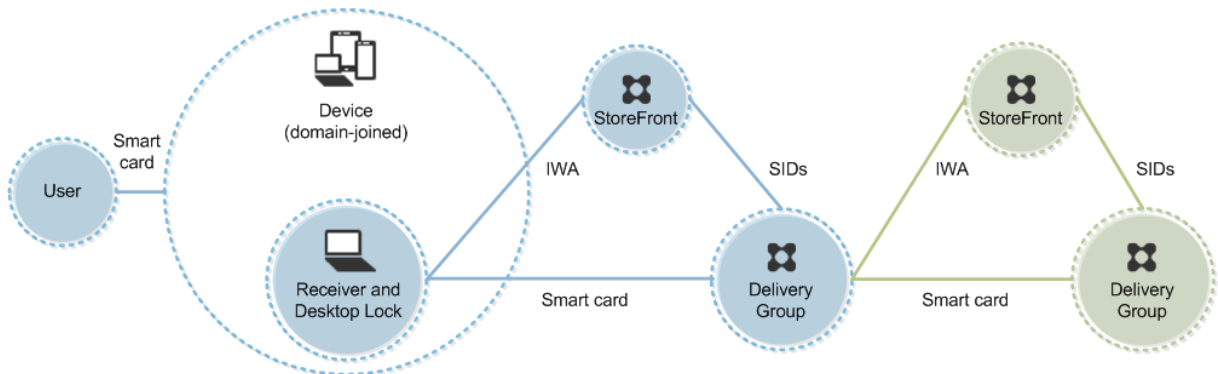 User
Smart
card
Device
(domain-joined)
Receiver and
Desktop Lock
IWA
StoreFront
SIDs
Smart card
Delivery
Group
IWA
StoreFront
SIDs
Smart card
Delivery
Group